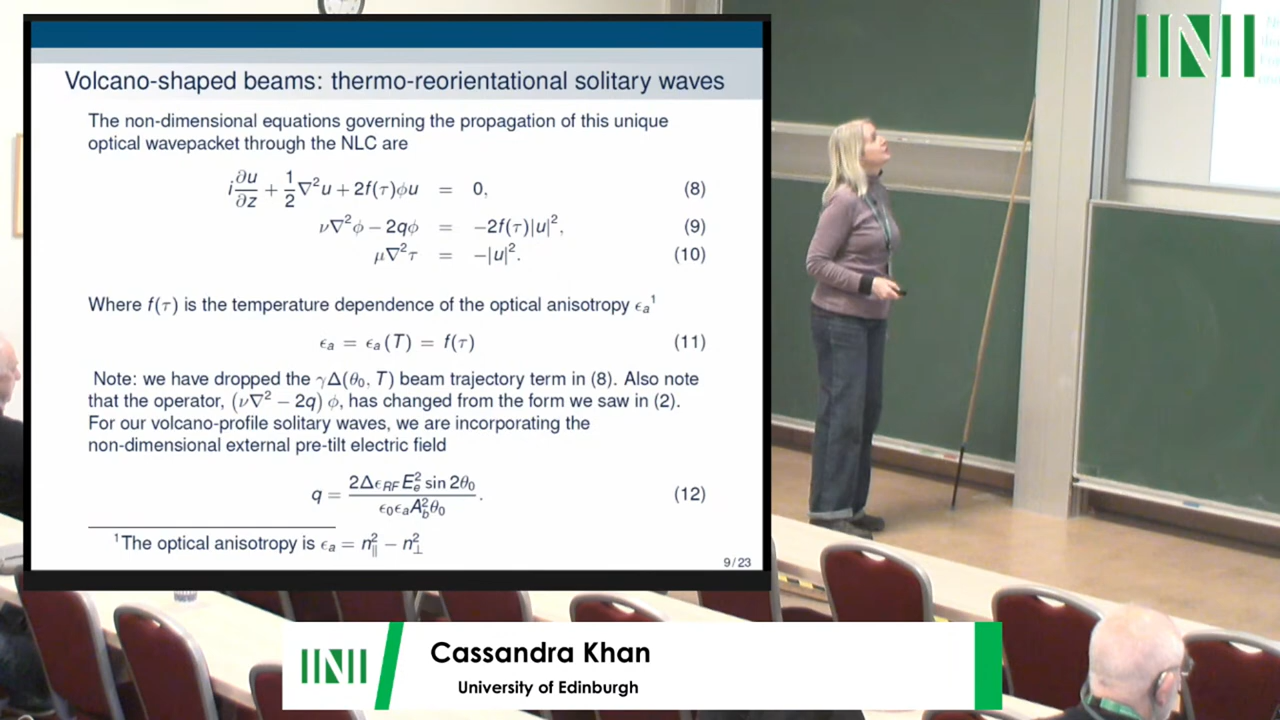 INI
Volcano-shaped beams: thermo-reorientational solitary waves
The non-dimensional equations governing the propagation of this unique
optical wavepacket through the NLC are
i ∂u/∂z + 1/2 ∇²u + 2f(τ)ϕu = 0, (8)
ν∇²ϕ − 2qϕ = −2f(τ)|u|², (9)
μ∇²τ = −|u|². (10)
Where f(τ) is the temperature dependence of the optical anisotropy ϵₐ¹
ϵₐ = ϵₐ(T) = f(τ) (11)
Note: we have dropped the γΔ(θ₀, T) beam trajectory term in (8). Also note
that the operator, (ν∇² − 2q) ϕ, has changed from the form we saw in (2).
For our volcano-profile solitary waves, we are incorporating the
non-dimensional external pre-tilt electric field
q = 2Δϵ_RF E_e² sin 2θ₀ / ϵ₀ϵₐA_b²θ₀ . (12)
¹The optical anisotropy is ϵₐ = n∥² − n⊥²
9/23
INI
Cassandra Khan
University of Edinburgh